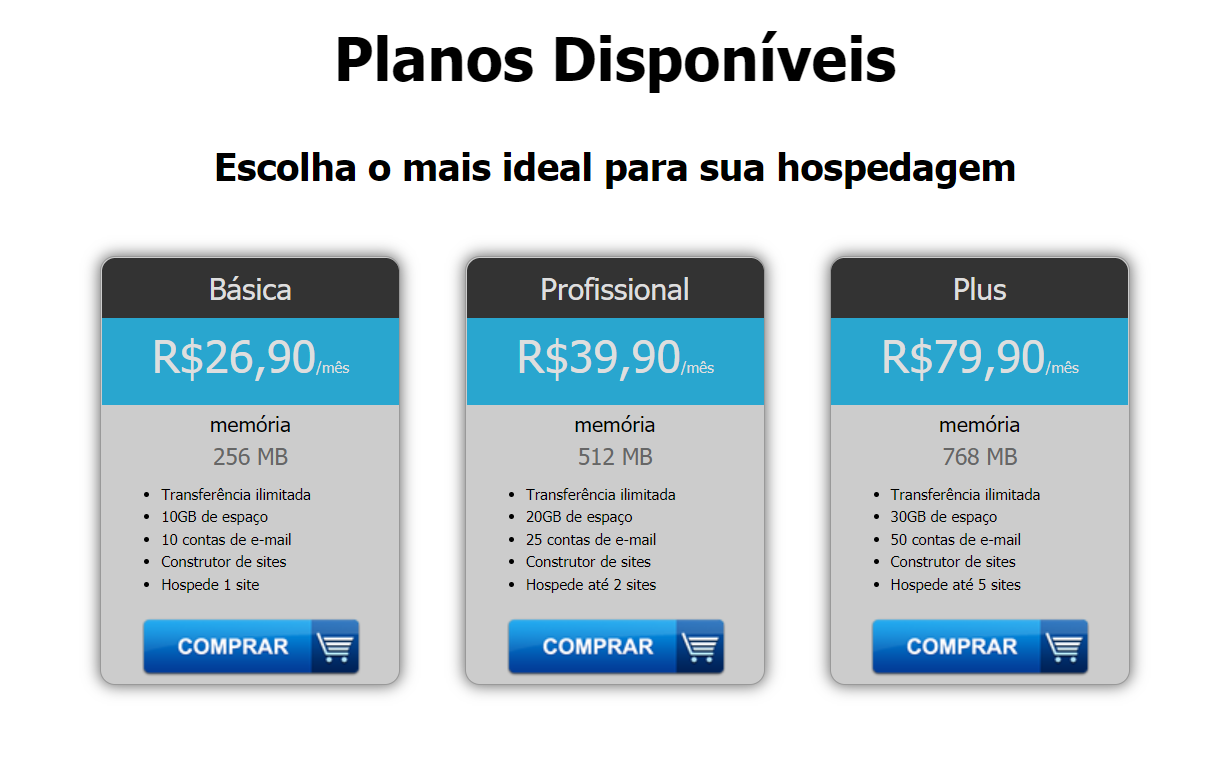 Planos Disponíveis
Escolha o mais ideal para sua hospedagem
Básica
R$26,90/mês
memória
256 MB
• Transferência ilimitada
• 10GB de espaço
• 10 contas de e-mail
• Construtor de sites
• Hospede 1 site
COMPRAR
Profissional
R$39,90/mês
memória
512 MB
• Transferência ilimitada
• 20GB de espaço
• 25 contas de e-mail
• Construtor de sites
• Hospede até 2 sites
COMPRAR
Plus
R$79,90/mês
memória
768 MB
• Transferência ilimitada
• 30GB de espaço
• 50 contas de e-mail
• Construtor de sites
• Hospede até 5 sites
COMPRAR